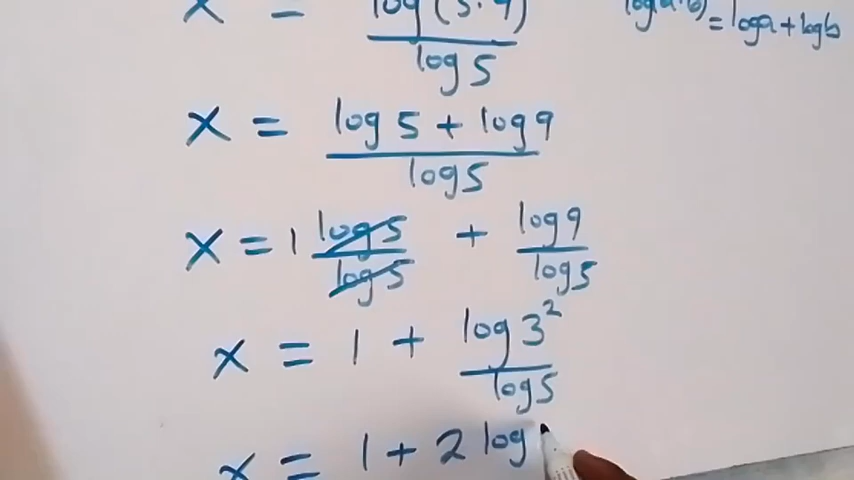 x = log(5·9) / log 5
log(a·b) = log a + log b
x = log 5 + log 9 / log 5
x = 1 log 5 / log 5 + log 9 / log 5
x = 1 + log 3² / log 5
x = 1 + 2 log